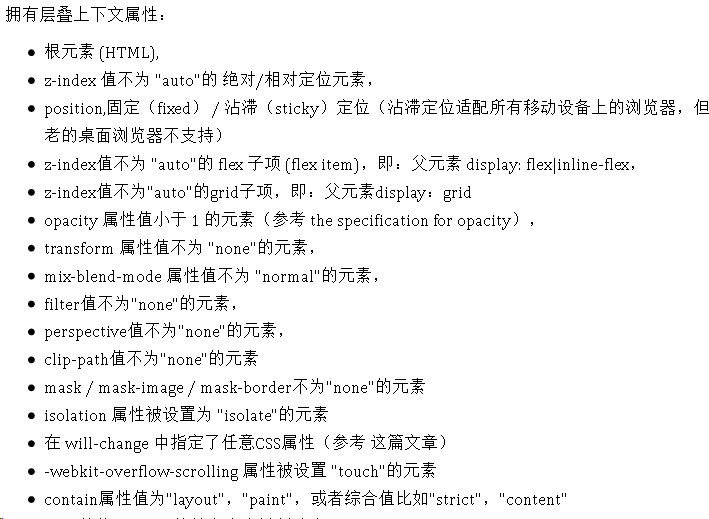 拥有层叠上下文属性：
• 根元素 (HTML),
• z-index 值不为 "auto"的 绝对/相对定位元素，
• position,固定（fixed） / 沾滞（sticky）定位（沾滞定位适配所有移动设备上的浏览器，但
老的桌面浏览器不支持）
• z-index值不为 "auto"的 flex 子项 (flex item)，即：父元素 display: flex|inline-flex，
• z-index值不为"auto"的grid子项，即：父元素display：grid
• opacity 属性值小于 1 的元素（参考 the specification for opacity），
• transform 属性值不为 "none"的元素，
• mix-blend-mode 属性值不为 "normal"的元素，
• filter值不为"none"的元素，
• perspective值不为"none"的元素，
• clip-path值不为"none"的元素
• mask / mask-image / mask-border不为"none"的元素
• isolation 属性被设置为 "isolate"的元素
• 在 will-change 中指定了任意CSS属性（参考 这篇文章）
• -webkit-overflow-scrolling 属性被设置 "touch"的元素
• contain属性值为"layout"，"paint"，或者综合值比如"strict"，"content"